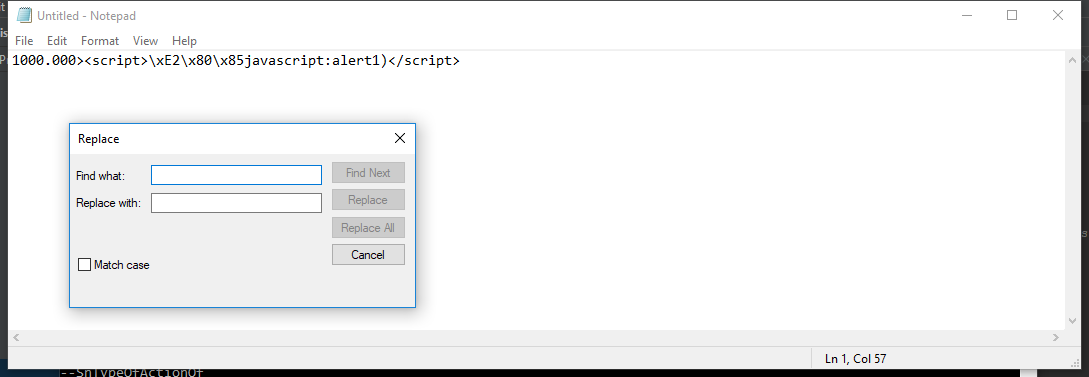 Untitled - Notepad
File Edit Format View Help
1000.000><script>\xE2\x80\x85javascript:alert1)</script>
Replace
Find what:
Find Next
Replace with:
Replace
Replace All
Cancel
Match case
Ln 1, Col 57